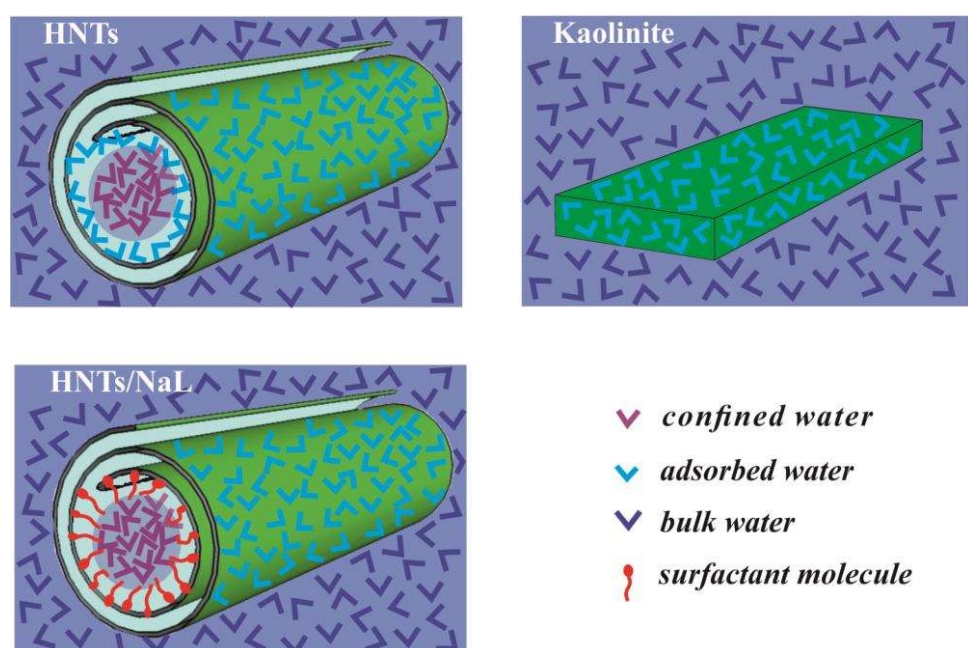 HNTs
Kaolinite
HNTs/NaL
confined water
adsorbed water
bulk water
surfactant molecule